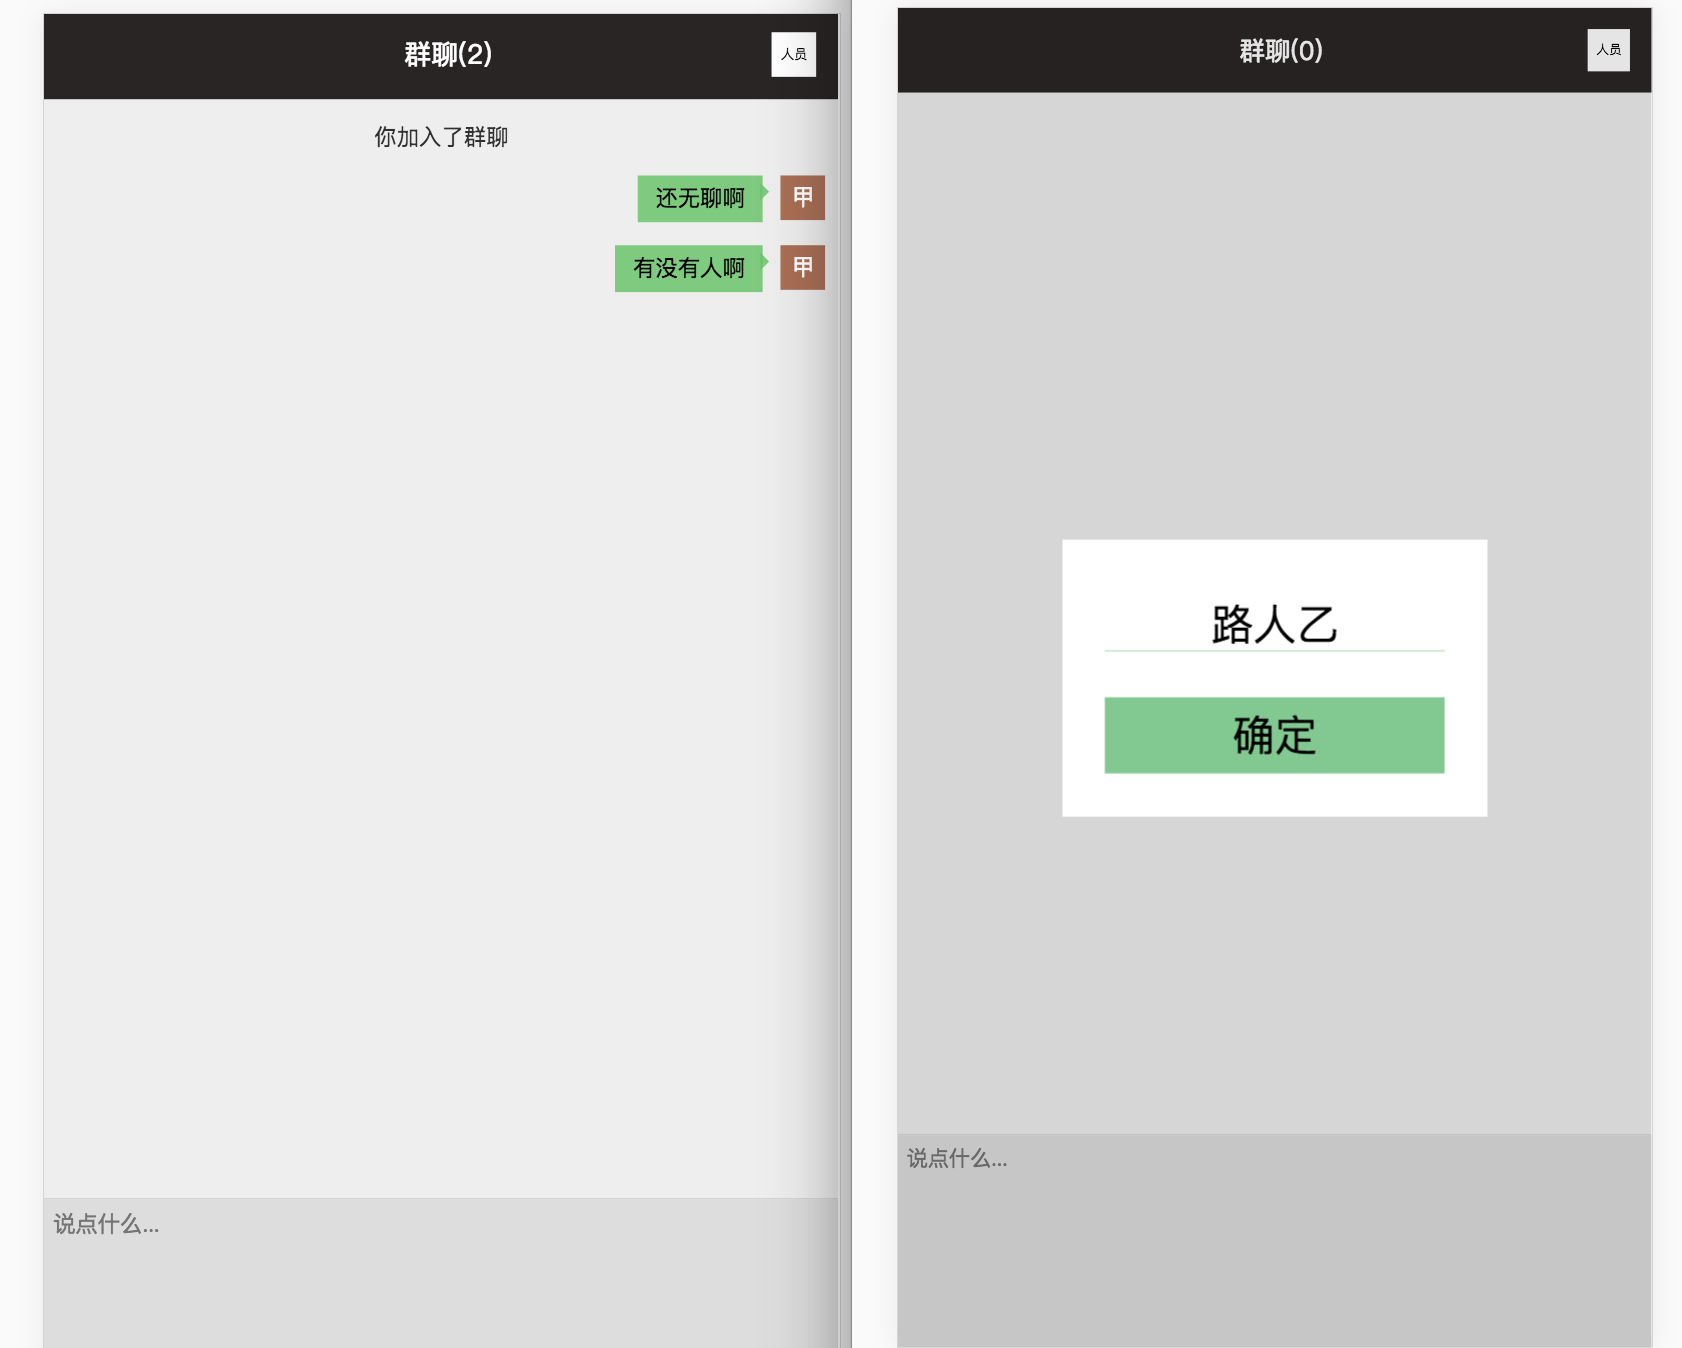 群聊(2)
人员
你加入了群聊
还无聊啊
甲
有没有人啊
甲
说点什么...
群聊(0)
人员
路人乙
确定
说点什么...